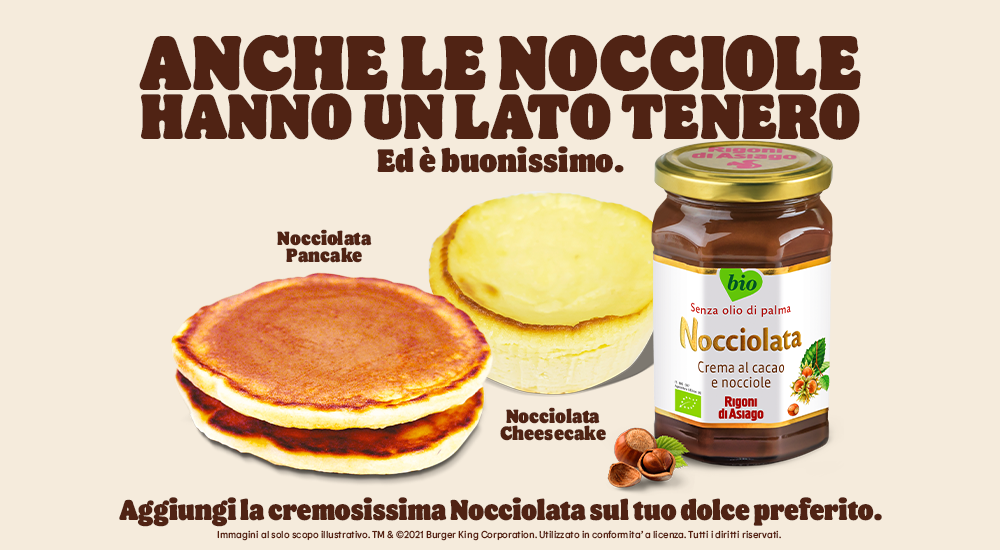 ANCHE LE NOCCIOLE
HANNO UN LATO TENERO
Ed è buonissimo.
Rigoni
di Asiago
Nocciolata
Pancake
bio
Senza olio di palma
Nocciolata
Crema al cacao
e nocciole
Rigoni
di Asiago
Nocciolata
Cheesecake
Aggiungi la cremosissima Nocciolata sul tuo dolce preferito.
Immagini al solo scopo illustrativo. TM & ©2021 Burger King Corporation. Utilizzato in conformita' a licenza. Tutti i diritti riservati.